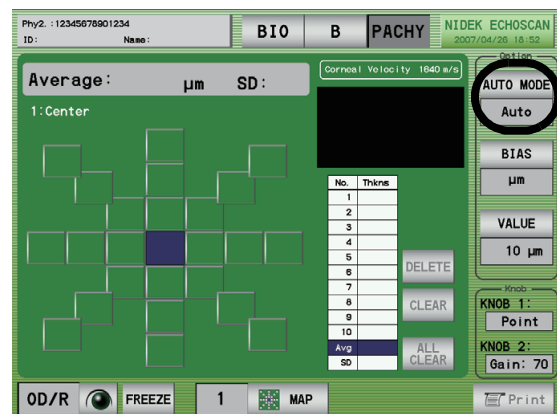 Phy2. :12345678901234
ID: Name:
BIO
B
PACHY
NIDEK ECHOSCAN
2007/04/26 18:52
Average: μm SD:
1:Center
Corneal Velocity 1640 m/s
No. Thkns
1
2
3
4
5
6
7
8
9
10
Avg
SD
DELETE
CLEAR
ALL
CLEAR
Option
AUTO MODE
Auto
BIAS
μm
VALUE
10 μm
Knob
KNOB 1:
Point
KNOB 2:
Gain: 70
OD/R
FREEZE
1
MAP
Print